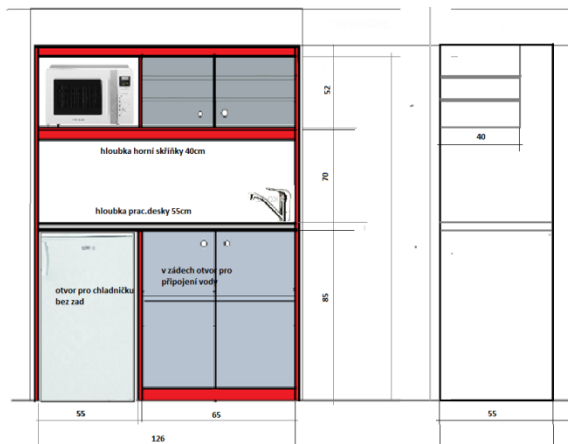 52
hloubka horní skříňky 40cm
40
70
hloubka prac.desky 55cm
v zádech otvor pro
připojení vody
otvor pro chladničku
bez zad
85
55
65
55
126